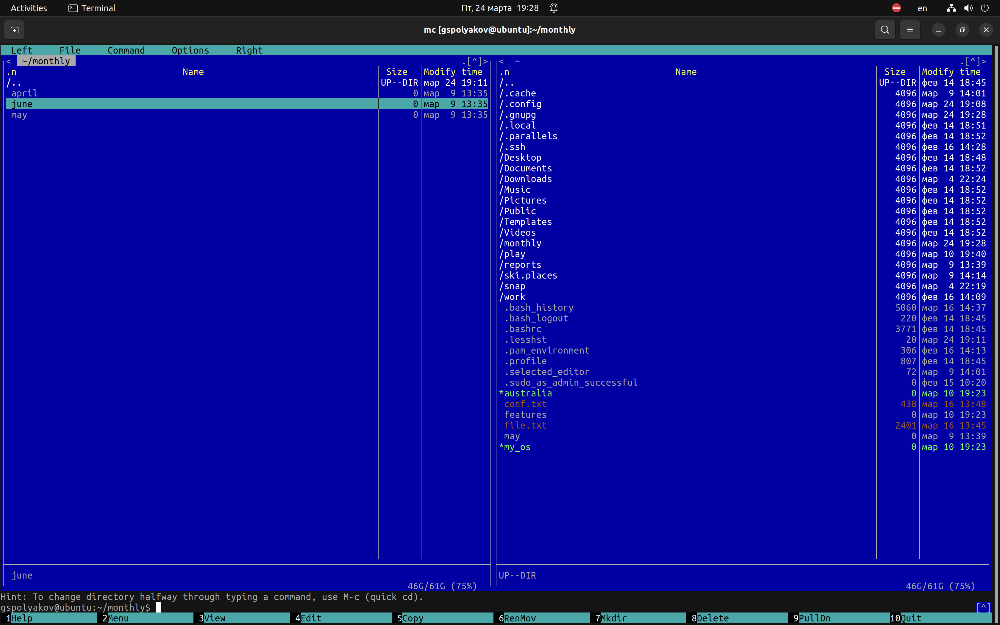 Activities Terminal Пт, 24 марта 19:28 en
mc [gspolyakov@ubuntu]:~/monthly
Left File Command Options Right
<─ ~/monthly ─.[^]>
.n Name Size Modify time
/.. UP--DIR мар 24 19:11
april 0 мар 9 13:35
june 0 мар 9 13:35
may 0 мар 9 13:35
june
46G/61G (75%)
<─ ~ ─.[^]>
.n Name Size Modify time
/.. UP--DIR фев 14 18:45
/.cache 4096 мар 9 14:01
/.config 4096 мар 24 19:08
/.gnupg 4096 мар 24 19:28
/.local 4096 фев 14 18:51
/.parallels 4096 фев 14 18:52
/.ssh 4096 фев 16 14:28
/Desktop 4096 фев 14 18:48
/Documents 4096 фев 14 18:52
/Downloads 4096 мар 4 22:24
/Music 4096 фев 14 18:52
/Pictures 4096 фев 14 18:52
/Public 4096 фев 14 18:52
/Templates 4096 фев 14 18:52
/Videos 4096 фев 14 18:52
/monthly 4096 мар 24 19:28
/play 4096 мар 10 19:40
/reports 4096 мар 9 13:39
/ski.places 4096 мар 9 14:14
/snap 4096 мар 4 22:19
/work 4096 фев 16 14:09
.bash_history 5060 мар 16 14:37
.bash_logout 220 фев 14 18:45
.bashrc 3771 фев 14 18:45
.lesshst 20 мар 24 19:11
.pam_environment 306 фев 16 14:13
.profile 807 фев 14 18:45
.selected_editor 72 мар 9 14:01
.sudo_as_admin_successful 0 фев 15 10:20
*australia 0 мар 10 19:23
conf.txt 438 мар 16 13:48
features 0 мар 10 19:23
file.txt 2401 мар 16 13:45
may 0 мар 9 13:39
*my_os 0 мар 10 19:23
UP--DIR
46G/61G (75%)
Hint: To change directory halfway through typing a command, use M-c (quick cd).
gspolyakov@ubuntu:~/monthly$ [^]
1Help 2Menu 3View 4Edit 5Copy 6RenMov 7Mkdir 8Delete 9PullDn 10Quit